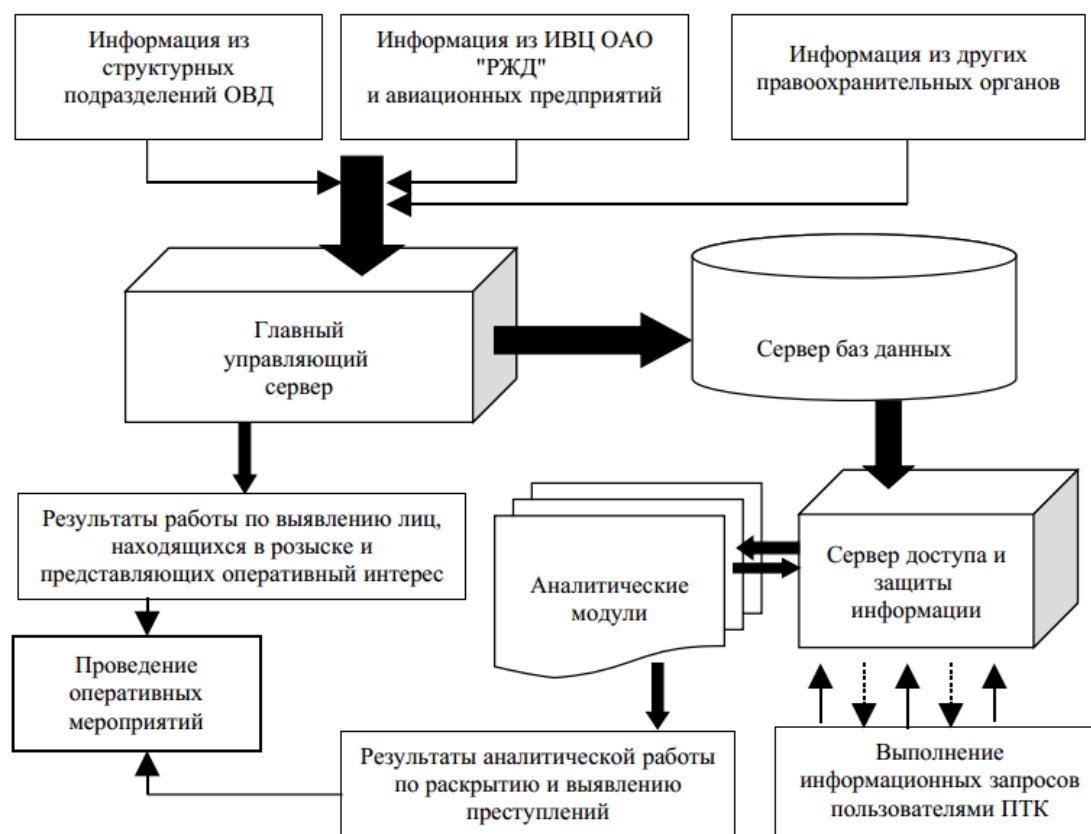 Информация из
структурных
подразделений ОВД
Информация из ИВЦ ОАО
"РЖД"
и авиационных предприятий
Информация из других
правоохранительных органов
Главный
управляющий
сервер
Сервер баз данных
Результаты работы по выявлению лиц,
находящихся в розыске и
представляющих оперативный интерес
Аналитические
модули
Сервер доступа и
защиты
информации
Проведение
оперативных
мероприятий
Результаты аналитической работы
по раскрытию и выявлению
преступлений
Выполнение
информационных запросов
пользователями ПТК